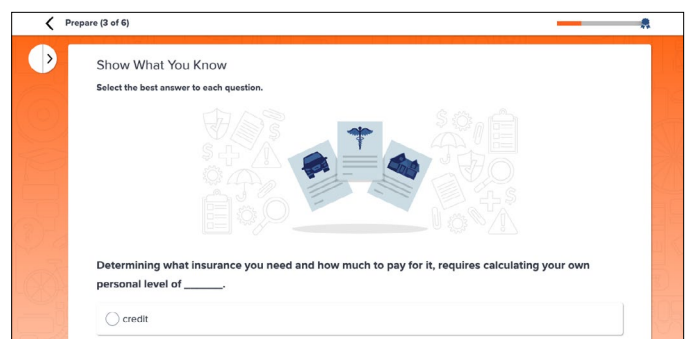 Prepare (3 of 6)
Show What You Know
Select the best answer to each question.
Determining what insurance you need and how much to pay for it, requires calculating your own
personal level of ______.
credit